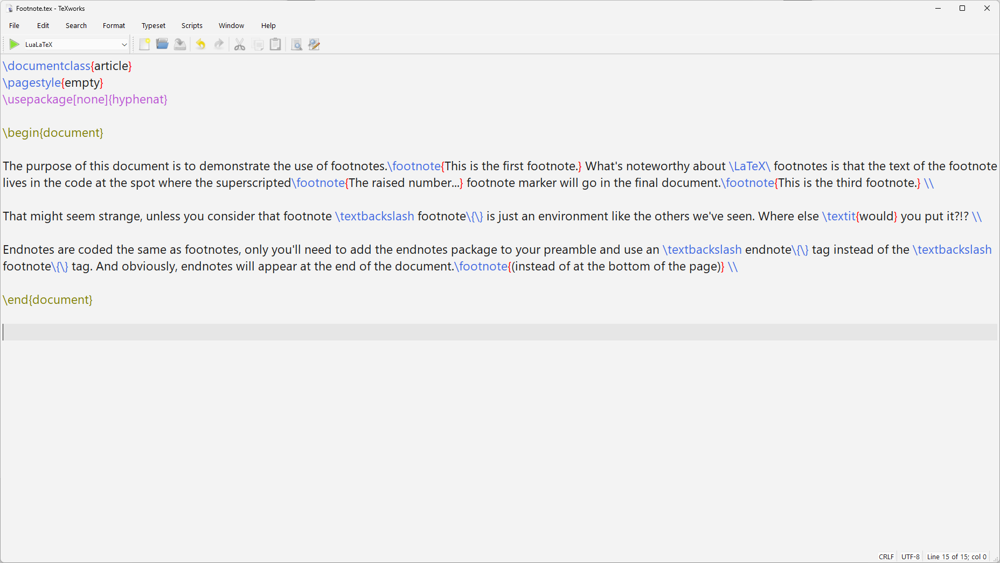 Footnote.tex - TeXworks
File Edit Search Format Typeset Scripts Window Help
LuaLaTeX
\documentclass{article}
\pagestyle{empty}
\usepackage[none]{hyphenat}
\begin{document}
The purpose of this document is to demonstrate the use of footnotes.\footnote{This is the first footnote.} What's noteworthy about \LaTeX\ footnotes is that the text of the footnote
lives in the code at the spot where the superscripted\footnote{The raised number...} footnote marker will go in the final document.\footnote{This is the third footnote.} \\
That might seem strange, unless you consider that footnote \textbackslash footnote\{\} is just an environment like the others we've seen. Where else \textit{would} you put it?!? \\
Endnotes are coded the same as footnotes, only you'll need to add the endnotes package to your preamble and use an \textbackslash endnote\{\} tag instead of the \textbackslash
footnote\{\} tag. And obviously, endnotes will appear at the end of the document.\footnote{(instead of at the bottom of the page)} \\
\end{document}
CRLF UTF-8 Line 15 of 15; col 0